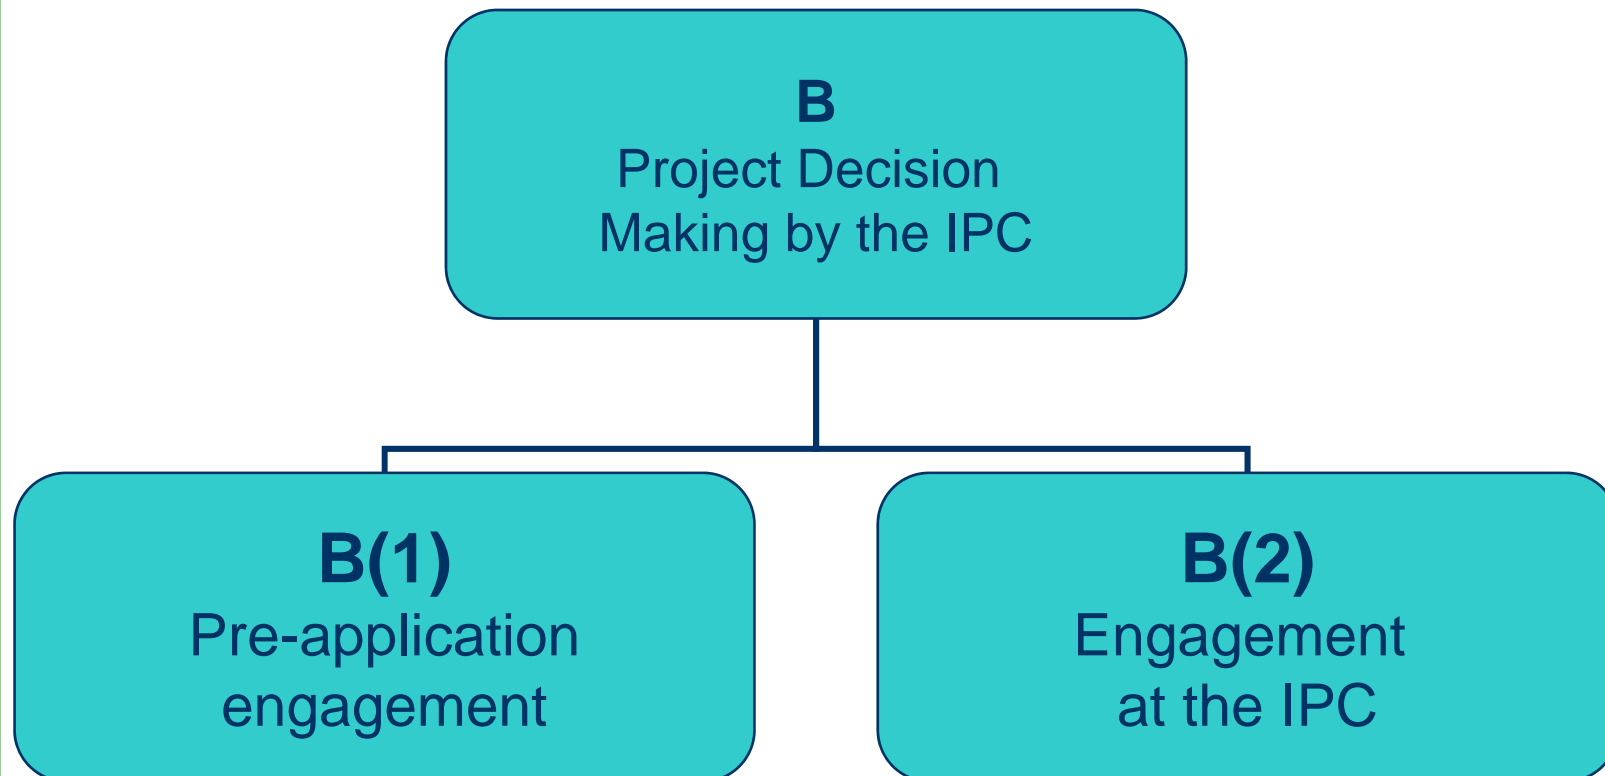 B
Project Decision
Making by the IPC
B(1)
Pre-application
engagement
B(2)
Engagement
at the IPC